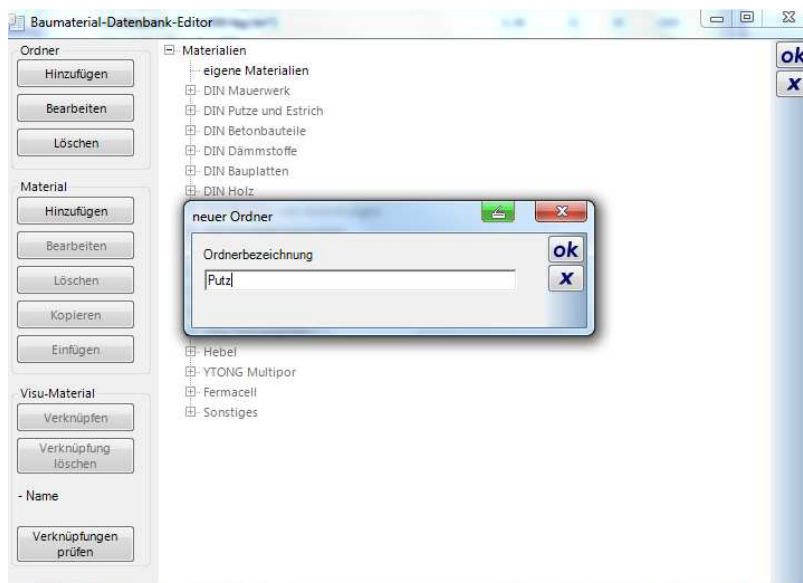 Baumaterial-Datenbank-Editor
Ordner
Hinzufügen
Bearbeiten
Löschen
Material
Hinzufügen
Bearbeiten
Löschen
Kopieren
Einfügen
Visu-Material
Verknüpfen
Verknüpfung
löschen
- Name
Verknüpfungen
prüfen
Materialien
eigene Materialien
DIN Mauerwerk
DIN Putze und Estrich
DIN Betonbauteile
DIN Dämmstoffe
DIN Bauplatten
DIN Holz
neuer Ordner
Ordnerbezeichnung
Putz
ok
x
Hebel
YTONG Multipor
Fermacell
Sonstiges
ok
x